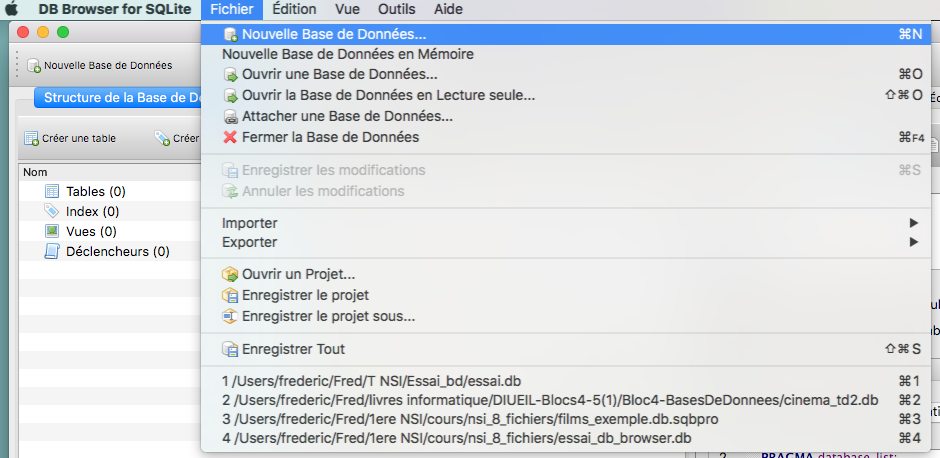 DB Browser for SQLite Fichier Édition Vue Outils Aide
Nouvelle Base de Données
Structure de la Base de
Créer une table Créer
Nom
Tables (0)
Index (0)
Vues (0)
Déclencheurs (0)
Nouvelle Base de Données... ⌘N
Nouvelle Base de Données en Mémoire
Ouvrir une Base de Données... ⌘O
Ouvrir la Base de Données en Lecture seule... ⇧⌘O
Attacher une Base de Données...
Fermer la Base de Données ⌘F4
Enregistrer les modifications ⌘S
Annuler les modifications
Importer
Exporter
Ouvrir un Projet...
Enregistrer le projet
Enregistrer le projet sous...
Enregistrer Tout ⇧⌘S
1 /Users/frederic/Fred/T NSI/Essai_bd/essai.db ⌘1
2 /Users/frederic/Fred/livres informatique/DIUEIL-Blocs4-5(1)/Bloc4-BasesDeDonnees/cinema_td2.db ⌘2
3 /Users/frederic/Fred/1ere NSI/cours/nsi_8_fichiers/films_exemple.db.sqbpro ⌘3
4 /Users/frederic/Fred/1ere NSI/cours/nsi_8_fichiers/essai_db_browser.db ⌘4
2 PRAGMA database_list;